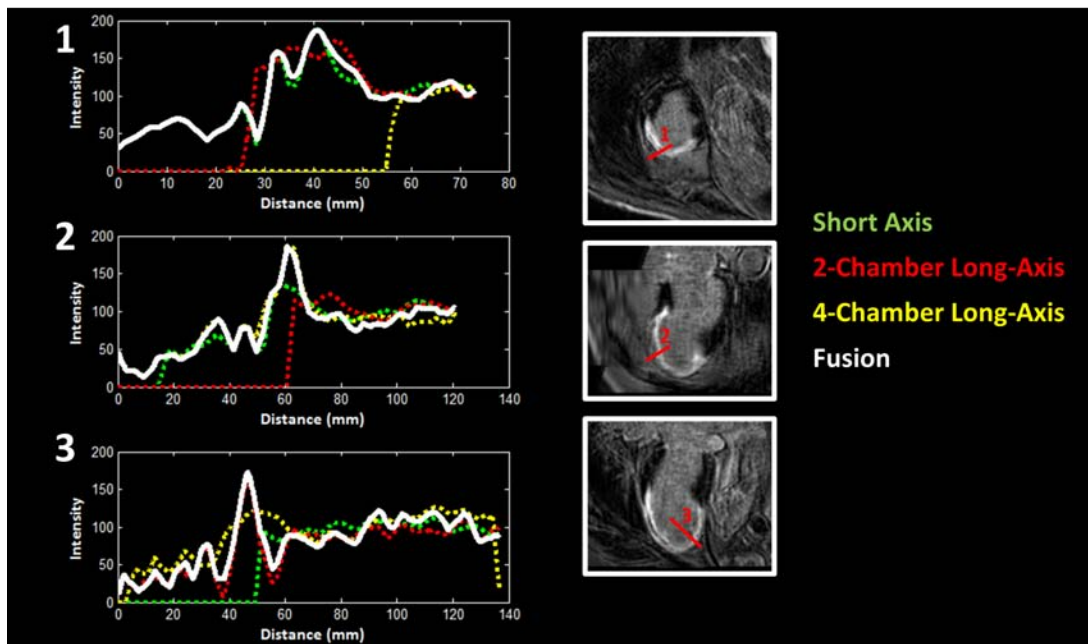 1
200
150
100
50
0
Intensity
0 10 20 30 40 50 60 70 80
Distance (mm)
2
200
150
100
50
0
Intensity
0 20 40 60 80 100 120 140
Distance (mm)
3
200
150
100
50
0
Intensity
0 20 40 60 80 100 120 140
Distance (mm)
1
2
3
Short Axis
2-Chamber Long-Axis
4-Chamber Long-Axis
Fusion